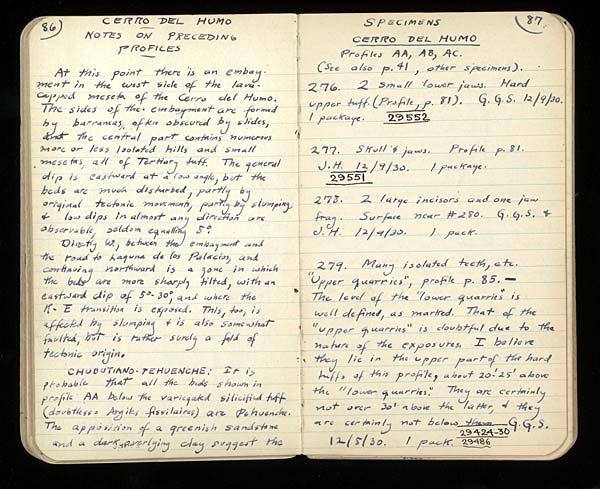 86)
CERRO DEL HUMO
NOTES ON PRECEDING
PROFILES
At this point there is an embay-
ment in the west side of the lava-
capped meseta of the Cerro del Humo.
The sides of the embayment are formed
by barrancas, often obscured by slides,
and the central part contains numerous
more or less isolated hills and small
mesetas, all of Tertiary tuff. The general
dip is eastward at a low angle, but the
beds are much disturbed, partly by
original tectonic movements, partly by slumping,
& low dips in almost any direction are
observable, seldom equalling 5°.
Directly W, between the embayment and
the road to Laguna de los Palacios, and
continuing northward is a zone in which
the beds are more sharply tilted, with an
eastward dip of 5°-30°, and where the
K-E transition is exposed. This, too, is
affected by slumping & is also somewhat
faulted, but is rather surely a fold of
tectonic origin.
CHUBUTIANO-PEHUENCHE: It is
probable that all the beds shown in
profile AA below the variegated silicified tuff
(doubtless Argiles fissilaires) are Pehuenche.
The apposition of a greenish sandstone
and a dark overlying clay suggest the
(87.
SPECIMENS
CERRO DEL HUMO
Profiles AA, AB, AC.
(See also p. 41, other specimens).
276. 2 small lower jaws. Hard
upper tuff. (Profile, p. 81). G.G.S. 12/9/30.
1 package. 29552
277. Skull & jaws. Profile p. 81.
J.H. 12/9/30. 1 package.
29551
278. 2 large incisors and one jaw
frag. Surface near #280. G.G.S. &
J.H. 12/9/30. 1 pack.
279. Many isolated teeth, etc.
"Upper quarries", profile p. 85. —
The level of the "lower quarries" is
well defined, as marked. That of the
"upper quarries" is doubtful due to the
nature of the exposures. I believe
they lie in the upper part of the hard
tuffs of this profile, about 20'-25' above
the "lower quarries". They are certainly
not over 30' above the latter, & they
are certainly not below them G.G.S.
29424-30
12/5/30. 1 pack. 29486